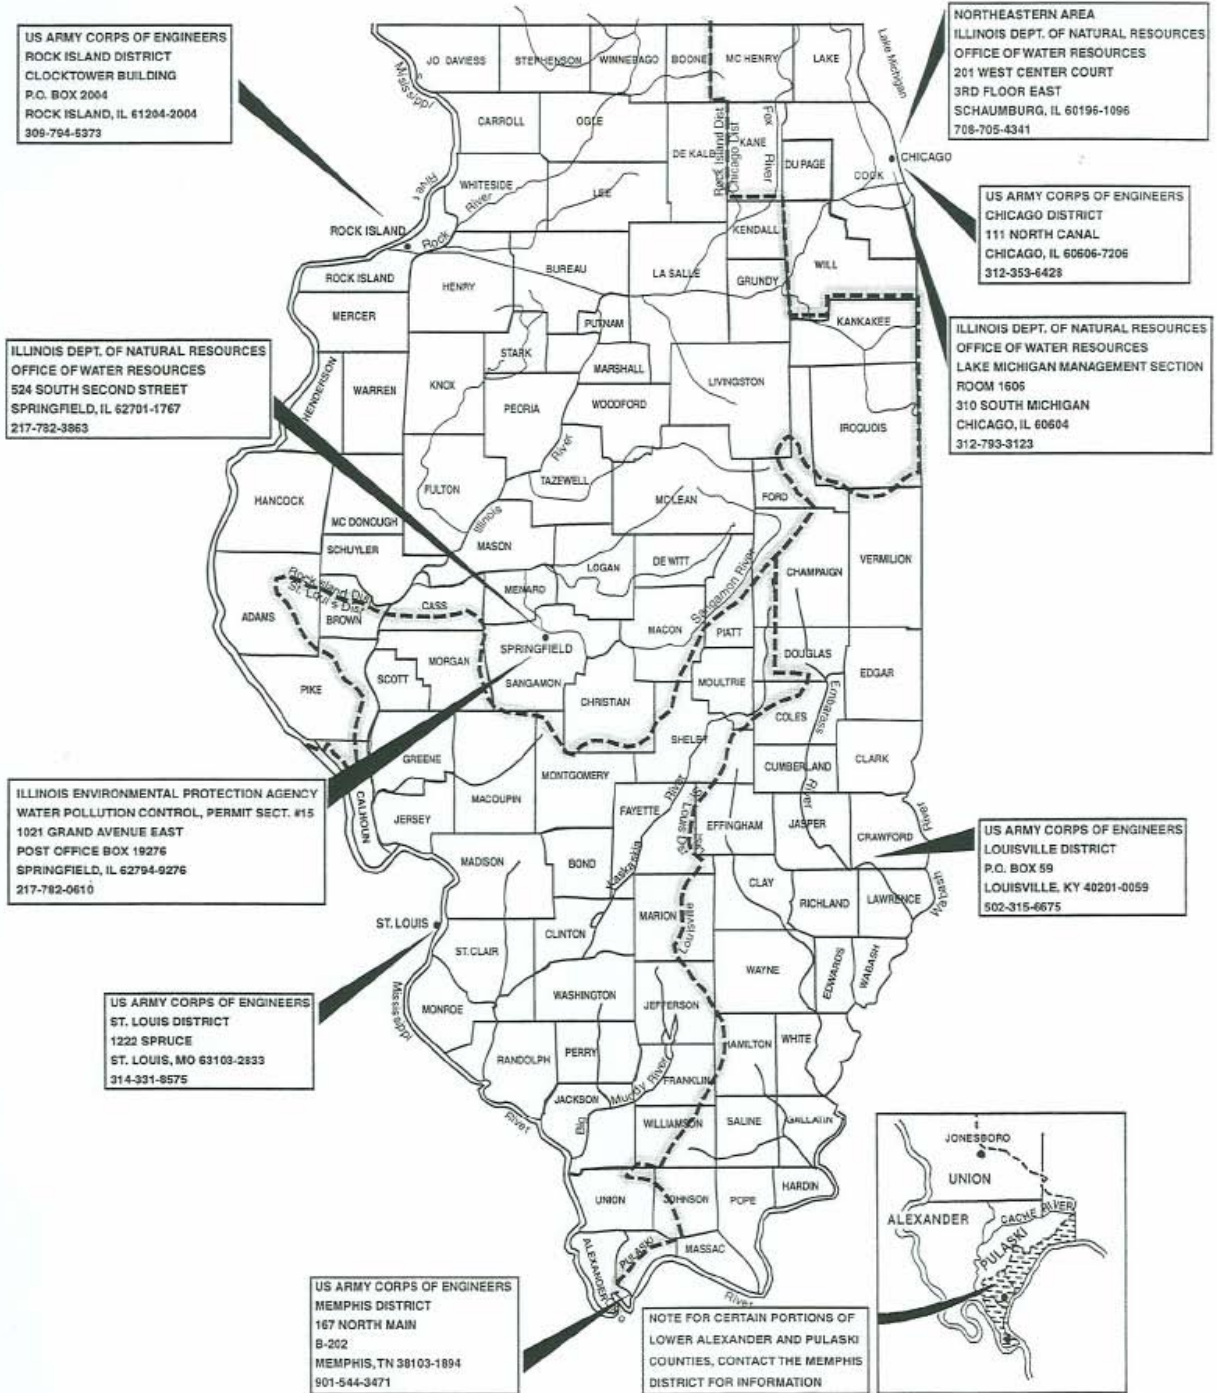 US ARMY CORPS OF ENGINEERS
ROCK ISLAND DISTRICT
CLOCKTOWER BUILDING
P.O. BOX 2004
ROCK ISLAND, IL 61204-2004
309-794-5373
NORTHEASTERN AREA
ILLINOIS DEPT. OF NATURAL RESOURCES
OFFICE OF WATER RESOURCES
201 WEST CENTER COURT
3RD FLOOR EAST
SCHAUMBURG, IL 60196-1096
708-705-4341
US ARMY CORPS OF ENGINEERS
CHICAGO DISTRICT
111 NORTH CANAL
CHICAGO, IL 60606-7206
312-353-6428
ILLINOIS DEPT. OF NATURAL RESOURCES
OFFICE OF WATER RESOURCES
LAKE MICHIGAN MANAGEMENT SECTION
ROOM 1606
310 SOUTH MICHIGAN
CHICAGO, IL 60604
312-793-3123
ILLINOIS DEPT. OF NATURAL RESOURCES
OFFICE OF WATER RESOURCES
524 SOUTH SECOND STREET
SPRINGFIELD, IL 62701-1767
217-782-3863
ILLINOIS ENVIRONMENTAL PROTECTION AGENCY
WATER POLLUTION CONTROL, PERMIT SECT. #15
1021 GRAND AVENUE EAST
POST OFFICE BOX 19276
SPRINGFIELD, IL 62794-9276
217-782-0610
US ARMY CORPS OF ENGINEERS
LOUISVILLE DISTRICT
P.O. BOX 59
LOUISVILLE, KY 40201-0059
502-315-6675
US ARMY CORPS OF ENGINEERS
ST. LOUIS DISTRICT
1222 SPRUCE
ST. LOUIS, MO 63103-2833
314-331-8575
US ARMY CORPS OF ENGINEERS
MEMPHIS DISTRICT
167 NORTH MAIN
B-202
MEMPHIS, TN 38103-1894
901-544-3471
NOTE FOR CERTAIN PORTIONS OF
LOWER ALEXANDER AND PULASKI
COUNTIES, CONTACT THE MEMPHIS
DISTRICT FOR INFORMATION
JO DAVIESS
STEPHENSON
WINNEBAGO
BOONE
MC HENRY
LAKE
Lake Michigan
Mississippi
River
CARROLL
OGLE
DE KALB
Rock Island Dist
Chicago Dist
KANE
Fox
River
DU PAGE
COOK
CHICAGO
WHITESIDE
River
LEE
KENDALL
ROCK ISLAND
Rock
ROCK ISLAND
HENRY
BUREAU
LA SALLE
GRUNDY
WILL
MERCER
PUTNAM
KANKAKEE
STARK
HENDERSON
WARREN
KNOX
PEORIA
MARSHALL
LIVINGSTON
WOODFORD
IROQUOIS
River
HANCOCK
FULTON
TAZEWELL
MCLEAN
FORD
MC DONOUGH
Illinois
SCHUYLER
MASON
LOGAN
DE WITT
CHAMPAIGN
VERMILION
Rock Island Dist
St. Louis Dist
Sangamon River
ADAMS
BROWN
CASS
MENARD
MACON
PIATT
SPRINGFIELD
SANGAMON
MORGAN
SCOTT
PIKE
CHRISTIAN
MOULTRIE
DOUGLAS
EDGAR
Embarass
River
COLES
SHELBY
GREENE
MACOUPIN
MONTGOMERY
CUMBERLAND
CLARK
CALHOUN
JERSEY
FAYETTE
Kaskaskia
River
St. Louis Dist
Louisville
EFFINGHAM
JASPER
CRAWFORD
River
Wabash
MADISON
BOND
CLAY
RICHLAND
LAWRENCE
ST. LOUIS
MARION
CLINTON
ST. CLAIR
WAYNE
EDWARDS
WABASH
Mississippi
River
MONROE
WASHINGTON
JEFFERSON
RANDOLPH
PERRY
HAMILTON
WHITE
FRANKLIN
JACKSON
Big
Muddy River
WILLIAMSON
SALINE
GALLATIN
UNION
JOHNSON
POPE
HARDIN
ALEXANDER
PULASKI
MASSAC
River
JONESBORO
UNION
ALEXANDER
CACHE RIVER
PULASKI